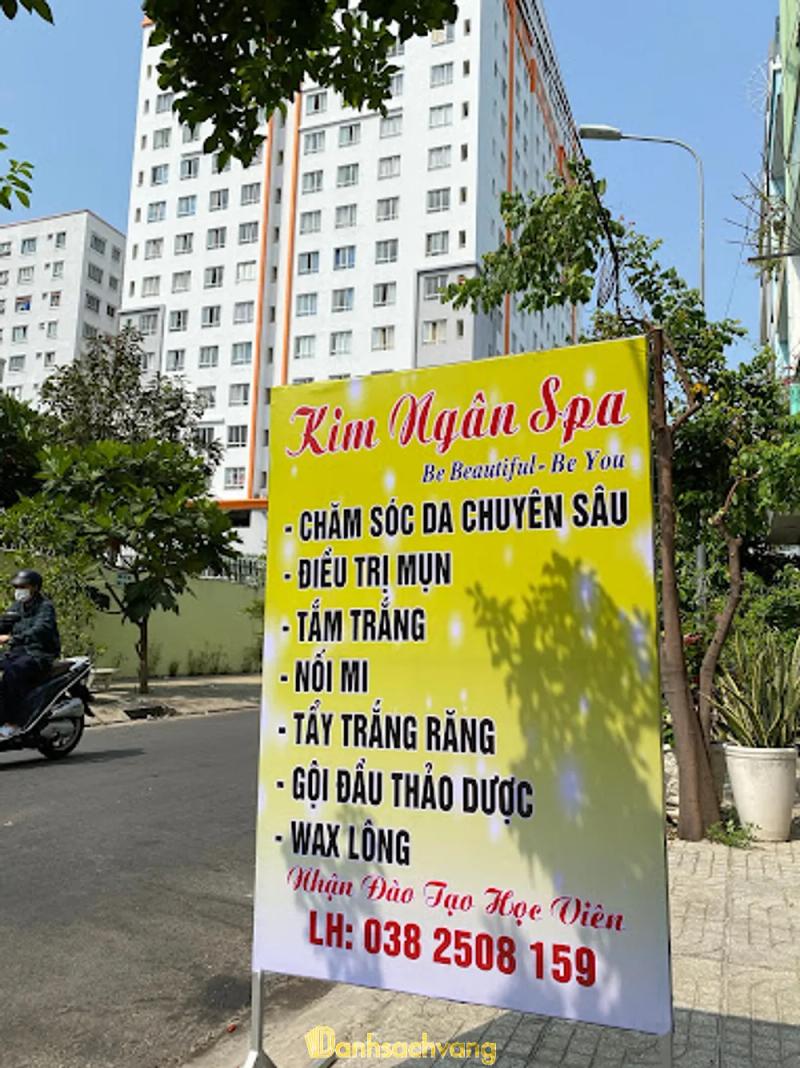 Kim Ngân Spa
Be Beautiful - Be You
- CHĂM SÓC DA CHUYÊN SÂU
- ĐIỀU TRỊ MỤN
- TẮM TRẮNG
- NỐI MI
- TẨY TRẮNG RĂNG
- GỘI ĐẦU THẢO DƯỢC
- WAX LÔNG
Nhận Đào Tạo Học Viên
LH: 038 2508 159
Danhsachvang